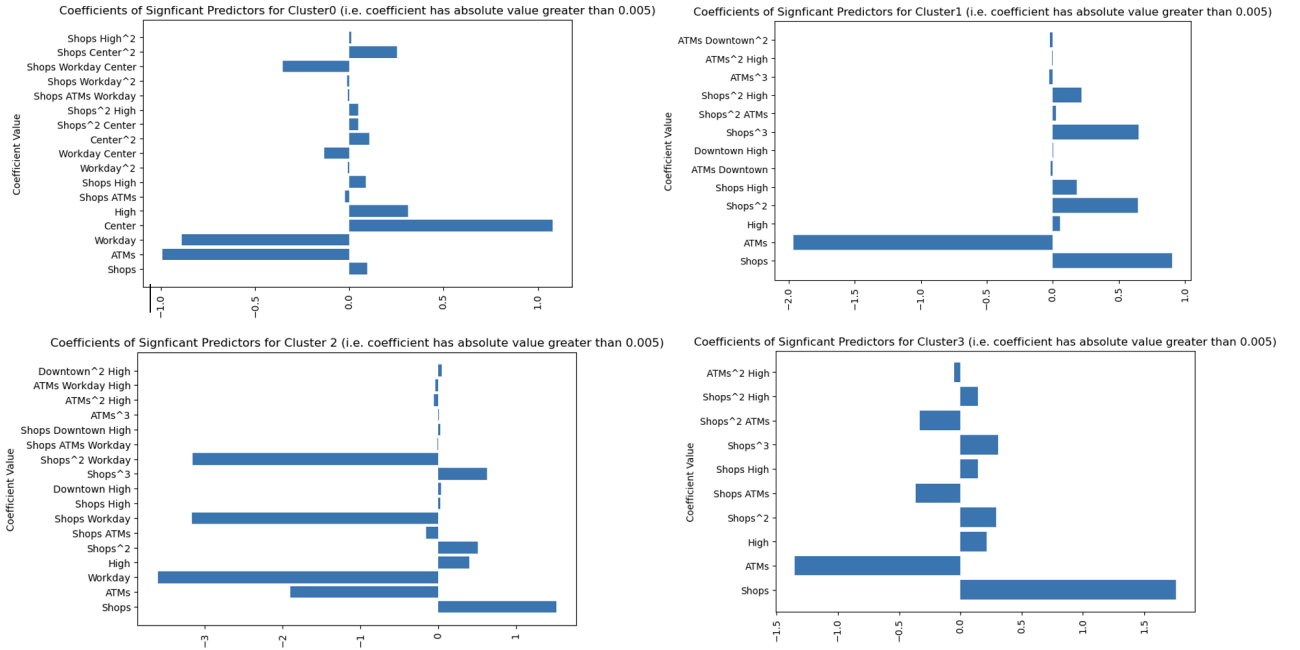 Coefficients of Signficant Predictors for Cluster0 (i.e. coefficient has absolute value greater than 0.005)
Coefficient Value
Shops High^2
Shops Center^2
Shops Workday Center
Shops Workday^2
Shops ATMs Workday
Shops^2 High
Shops^2 Center
Center^2
Workday Center
Workday^2
Shops High
Shops ATMs
High
Center
Workday
ATMs
Shops
-1.0 -0.5 0.0 0.5 1.0
Coefficients of Signficant Predictors for Cluster1 (i.e. coefficient has absolute value greater than 0.005)
Coefficient Value
ATMs Downtown^2
ATMs^2 High
ATMs^3
Shops^2 High
Shops^2 ATMs
Shops^3
Downtown High
ATMs Downtown
Shops High
Shops^2
High
ATMs
Shops
-2.0 -1.5 -1.0 -0.5 0.0 0.5 1.0
Coefficients of Signficant Predictors for Cluster 2 (i.e. coefficient has absolute value greater than 0.005)
Coefficient Value
Downtown^2 High
ATMs Workday High
ATMs^2 High
ATMs^3
Shops Downtown High
Shops ATMs Workday
Shops^2 Workday
Shops^3
Downtown High
Shops High
Shops Workday
Shops ATMs
Shops^2
High
Workday
ATMs
Shops
-3 -2 -1 0 1
Coefficients of Signficant Predictors for Cluster3 (i.e. coefficient has absolute value greater than 0.005)
Coefficient Value
ATMs^2 High
Shops^2 High
Shops^2 ATMs
Shops^3
Shops High
Shops ATMs
Shops^2
High
ATMs
Shops
-1.5 -1.0 -0.5 0.0 0.5 1.0 1.5